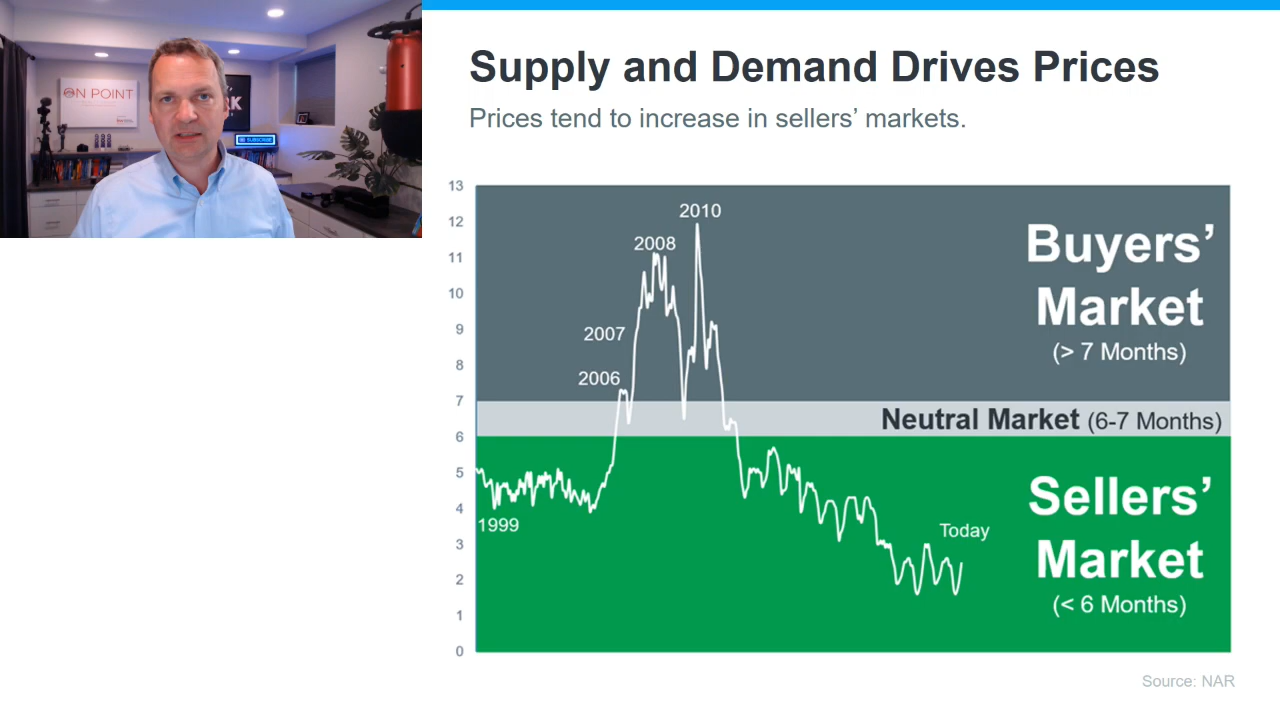 ON POINT
SUBSCRIBE
Supply and Demand Drives Prices
Prices tend to increase in sellers’ markets.
13
12
11
10
9
8
7
6
5
4
3
2
1
0
2010
2008
2007
2006
1999
Today
Buyers’
Market
(> 7 Months)
Neutral Market (6-7 Months)
Sellers’
Market
(< 6 Months)
Source: NAR